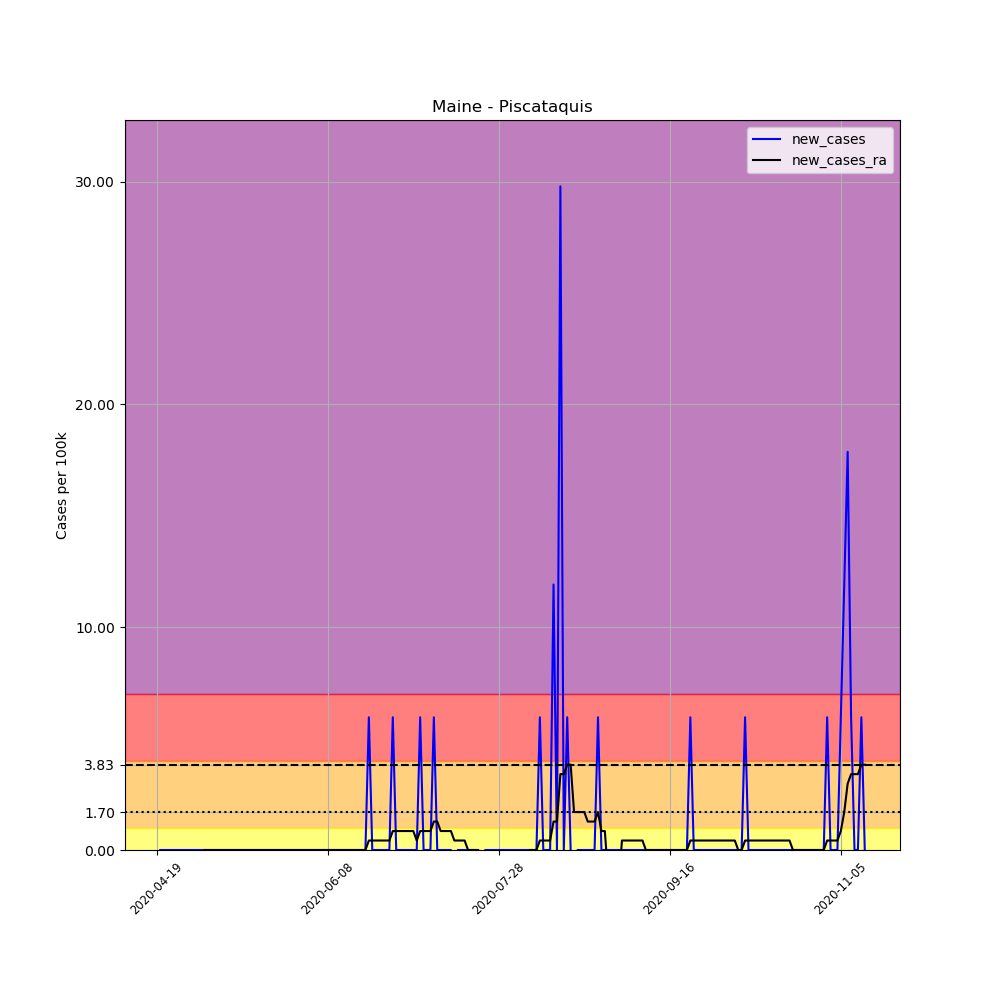 Maine - Piscataquis
new_cases
new_cases_ra
Cases per 100k
30.00
20.00
10.00
3.83
1.70
0.00
2020-04-19
2020-06-08
2020-07-28
2020-09-16
2020-11-05